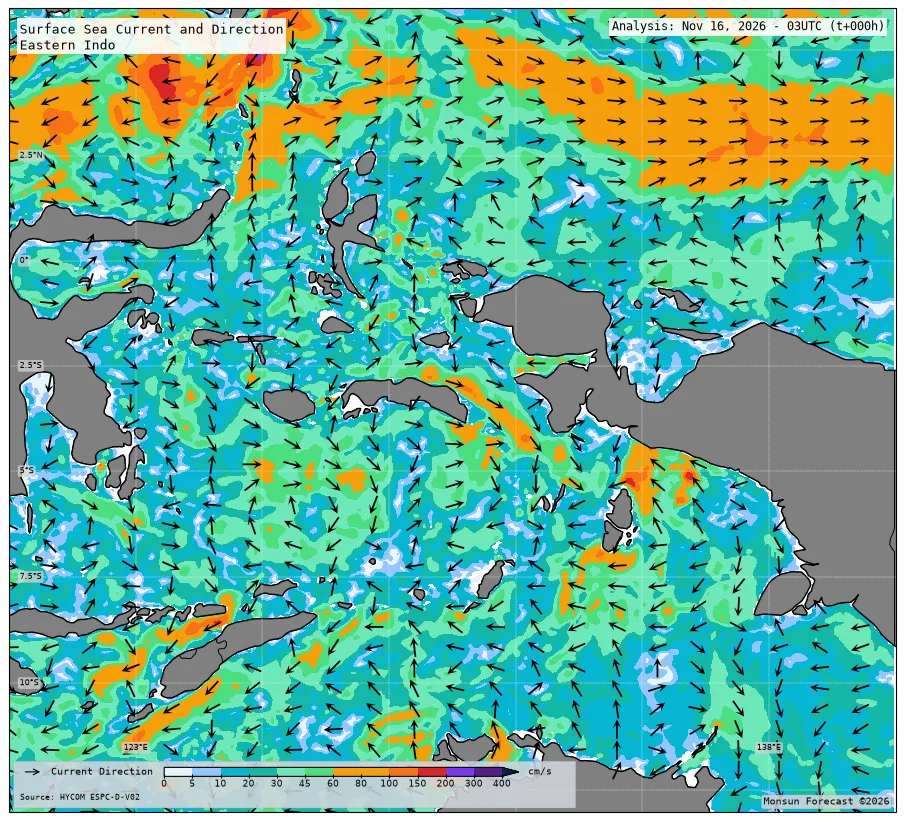 Surface Sea Current and Direction
Eastern Indo
Analysis: Nov 16, 2026 - 03UTC (t+000h)
2.5°N
0°
2.5°S
5°S
7.5°S
10°S
123°E
138°E
Current Direction
0 5 10 20 30 45 60 80 100 150 200 300 400 cm/s
Source: HYCOM ESPC-D-V02
Monsun Forecast ©2026